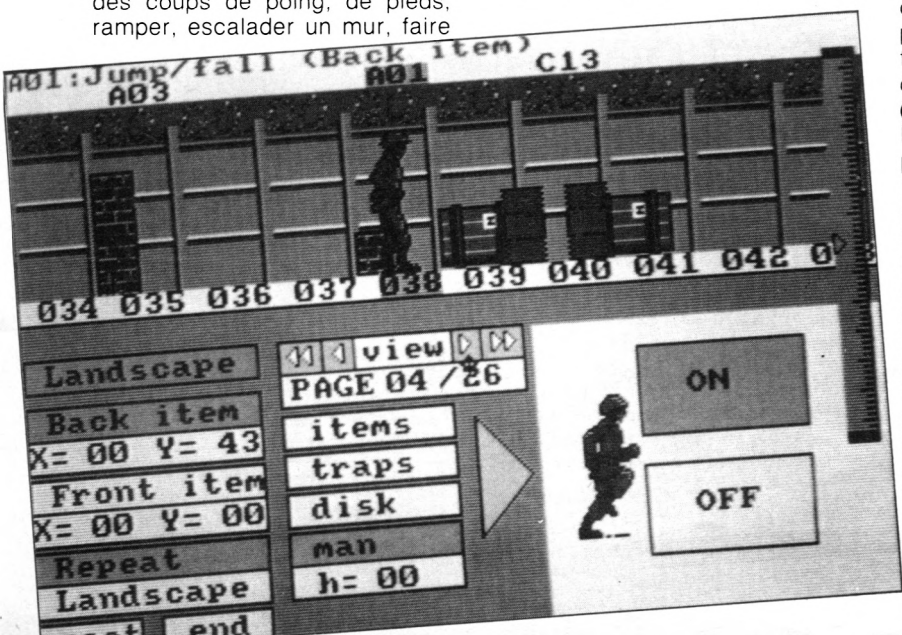 des coups de poing, de pieds,
ramper, escalader un mur, faire
A01:Jump/fall (Back item)
A03 A01 C13
z z
034 035 036 037 038 039 040 041 042 0
Landscape
Back item
X= 00 Y= 43
Front item
X= 00 Y= 00
Repeat
Landscape
end
view
PAGE 04 /26
items
traps
disk
man
h= 00
ON
OFF